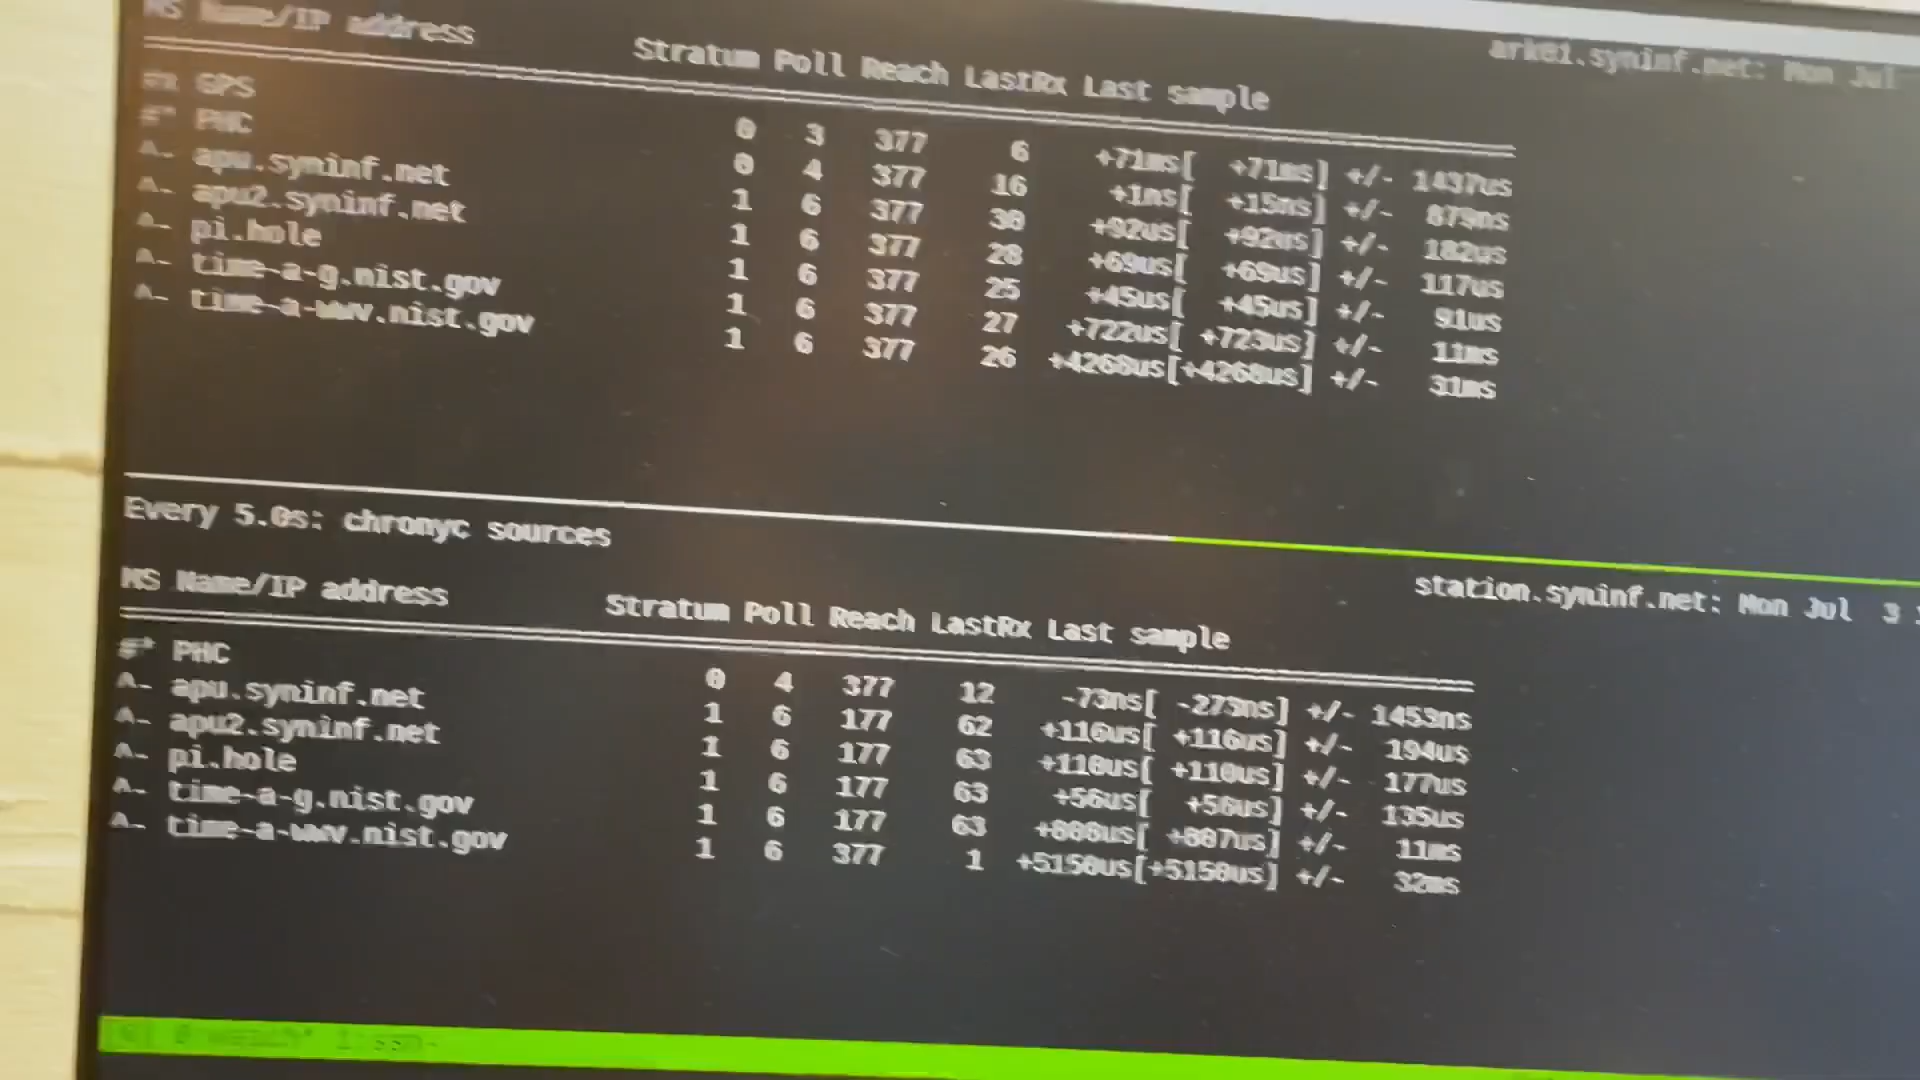 MS Name/IP address Stratum Poll Reach LastRx Last sample
ark01.syninf.net: Mon Jul
GPS 0 3 377 6 +71ms[ +71ms] +/- 1437us
PHC 0 4 377 16 +1ns[ +15ns] +/- 879ns
^- apu.syninf.net 1 6 377 30 +92us[ +92us] +/- 182us
^- apu2.syninf.net 1 6 377 28 +69us[ +69us] +/- 117us
^- pi.hole 1 6 377 25 +45us[ +45us] +/- 91us
^- time-a-g.nist.gov 1 6 377 27 +722us[ +723us] +/- 11ms
^- time-a-wwv.nist.gov 1 6 377 26 +4268us[+4268us] +/- 31ms
Every 5.0s: chronyc sources station.syninf.net: Mon Jul 3
MS Name/IP address Stratum Poll Reach LastRx Last sample
#* PHC 0 4 377 12 -73ns[ -273ns] +/- 1453ns
^- apu.syninf.net 1 6 177 62 +116us[ +116us] +/- 194us
^- apu2.syninf.net 1 6 177 63 +110us[ +110us] +/- 177us
^- pi.hole 1 6 177 63 +56us[ +56us] +/- 135us
^- time-a-g.nist.gov 1 6 177 63 +/- 11ms
^- time-a-wwv.nist.gov 1 6 377 1 +5150us[+5150us] +/- 32ms